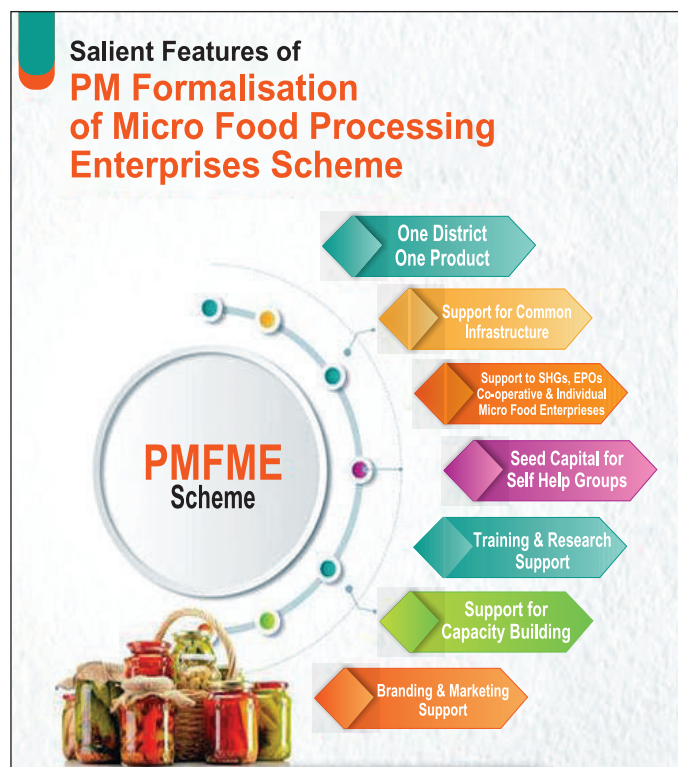 Salient Features of
PM Formalisation
of Micro Food Processing
Enterprises Scheme
One District
One Product
Support for Common
Infrastructure
Support to SHGs, EPOs
Co-operative & Individual
Micro Food Enterprieses
PMFME
Scheme
Seed Capital for
Self Help Groups
Training & Research
Support
Support for
Capacity Building
Branding & Marketing
Support